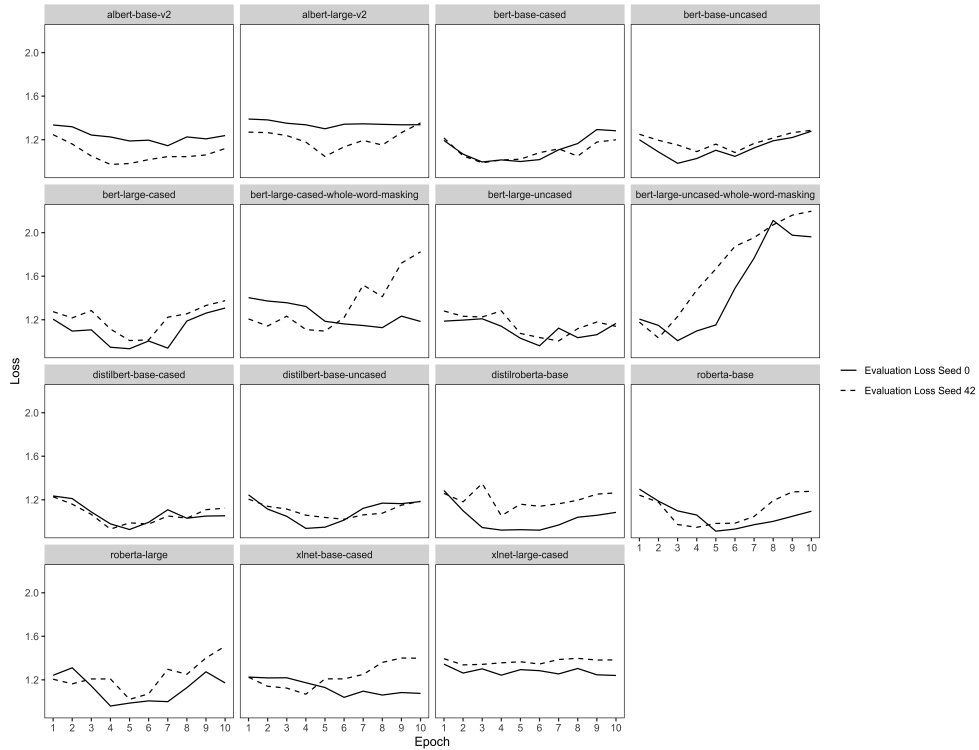 albert-base-v2 albert-large-v2 bert-base-cased bert-base-uncased
2.0
1.6
1.2
bert-large-cased bert-large-cased-whole-word-masking bert-large-uncased bert-large-uncased-whole-word-masking
2.0
1.6
1.2
Loss
Evaluation Loss Seed 0
Evaluation Loss Seed 42
distilbert-base-cased distilbert-base-uncased distilroberta-base roberta-base
2.0
1.6
1.2
1 2 3 4 5 6 7 8 9 10
roberta-large xlnet-base-cased xlnet-large-cased
2.0
1.6
1.2
1 2 3 4 5 6 7 8 9 10 1 2 3 4 5 6 7 8 9 10 1 2 3 4 5 6 7 8 9 10
Epoch